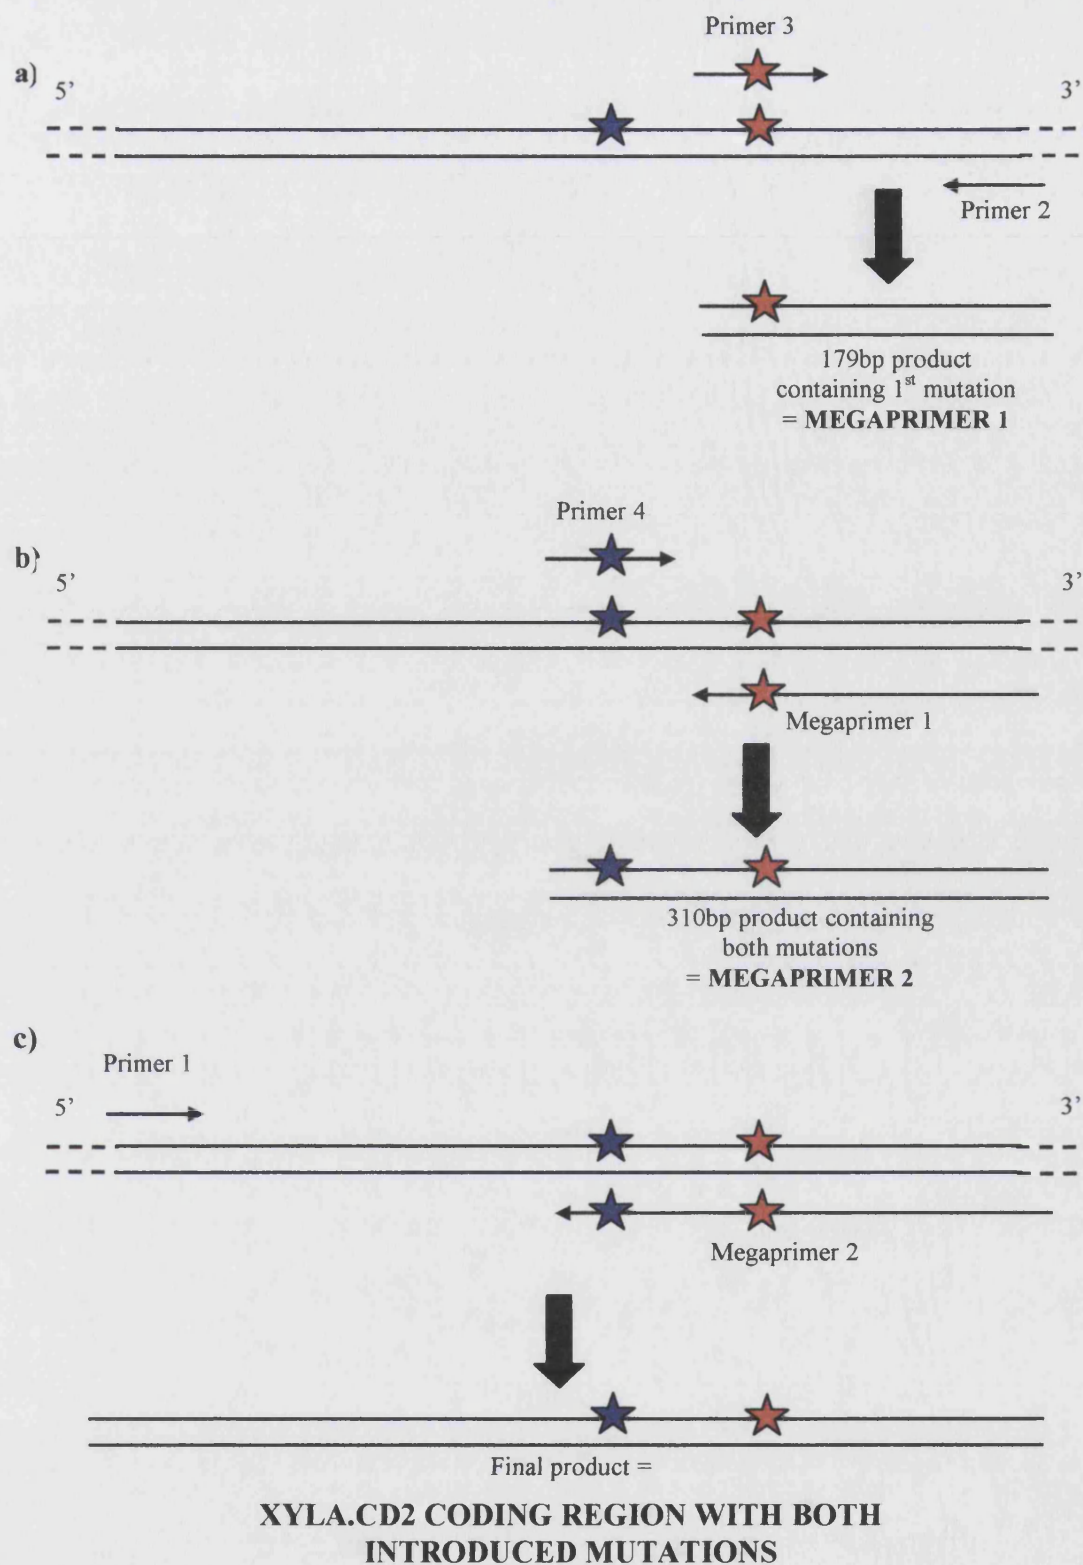 Primer 3
a)
5' 3'
Primer 2
179bp product
containing 1st mutation
= MEGAPRIMER 1
Primer 4
b)
5' 3'
Megaprimer 1
310bp product containing
both mutations
= MEGAPRIMER 2
c)
Primer 1
5' 3'
Megaprimer 2
Final product =
XYLA.CD2 CODING REGION WITH BOTH
INTRODUCED MUTATIONS